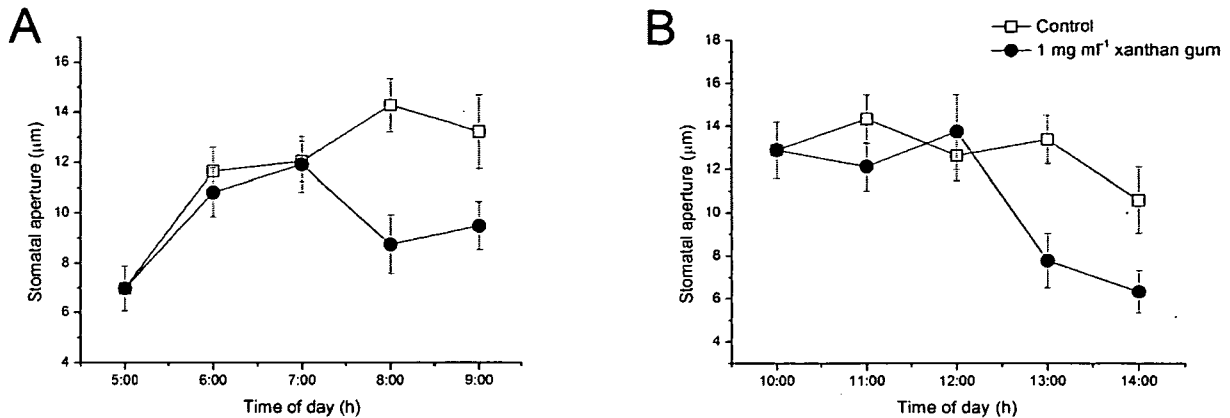 A
16
14
12
10
8
6
4
Stomatal aperture (μm)
5:00 6:00 7:00 8:00 9:00
Time of day (h)
B
Control
1 mg ml⁻¹ xanthan gum
18
16
14
12
10
8
6
4
Stomatal aperture (μm)
10:00 11:00 12:00 13:00 14:00
Time of day (h)